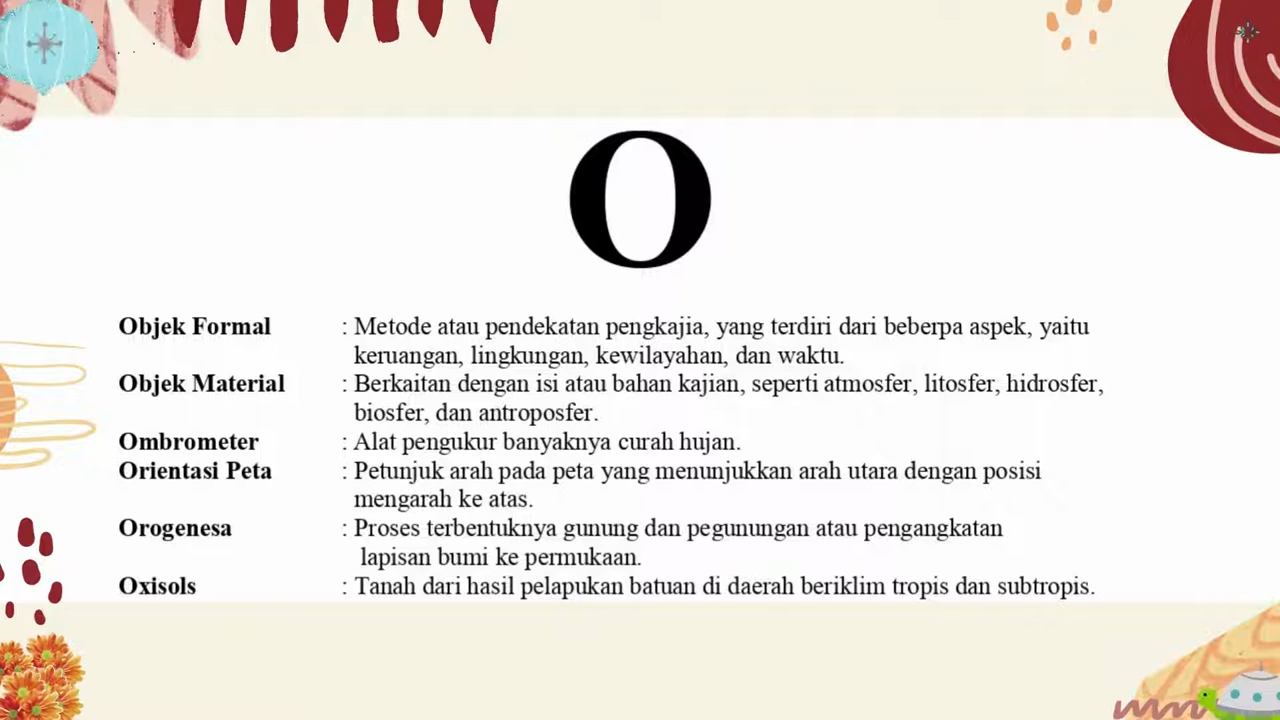 O
Objek Formal : Metode atau pendekatan pengkajia, yang terdiri dari beberpa aspek, yaitu
keruangan, lingkungan, kewilayahan, dan waktu.
Objek Material : Berkaitan dengan isi atau bahan kajian, seperti atmosfer, litosfer, hidrosfer,
biosfer, dan antroposfer.
Ombrometer : Alat pengukur banyaknya curah hujan.
Orientasi Peta : Petunjuk arah pada peta yang menunjukkan arah utara dengan posisi
mengarah ke atas.
Orogenesa : Proses terbentuknya gunung dan pegunungan atau pengangkatan
lapisan bumi ke permukaan.
Oxisols : Tanah dari hasil pelapukan batuan di daerah beriklim tropis dan subtropis.